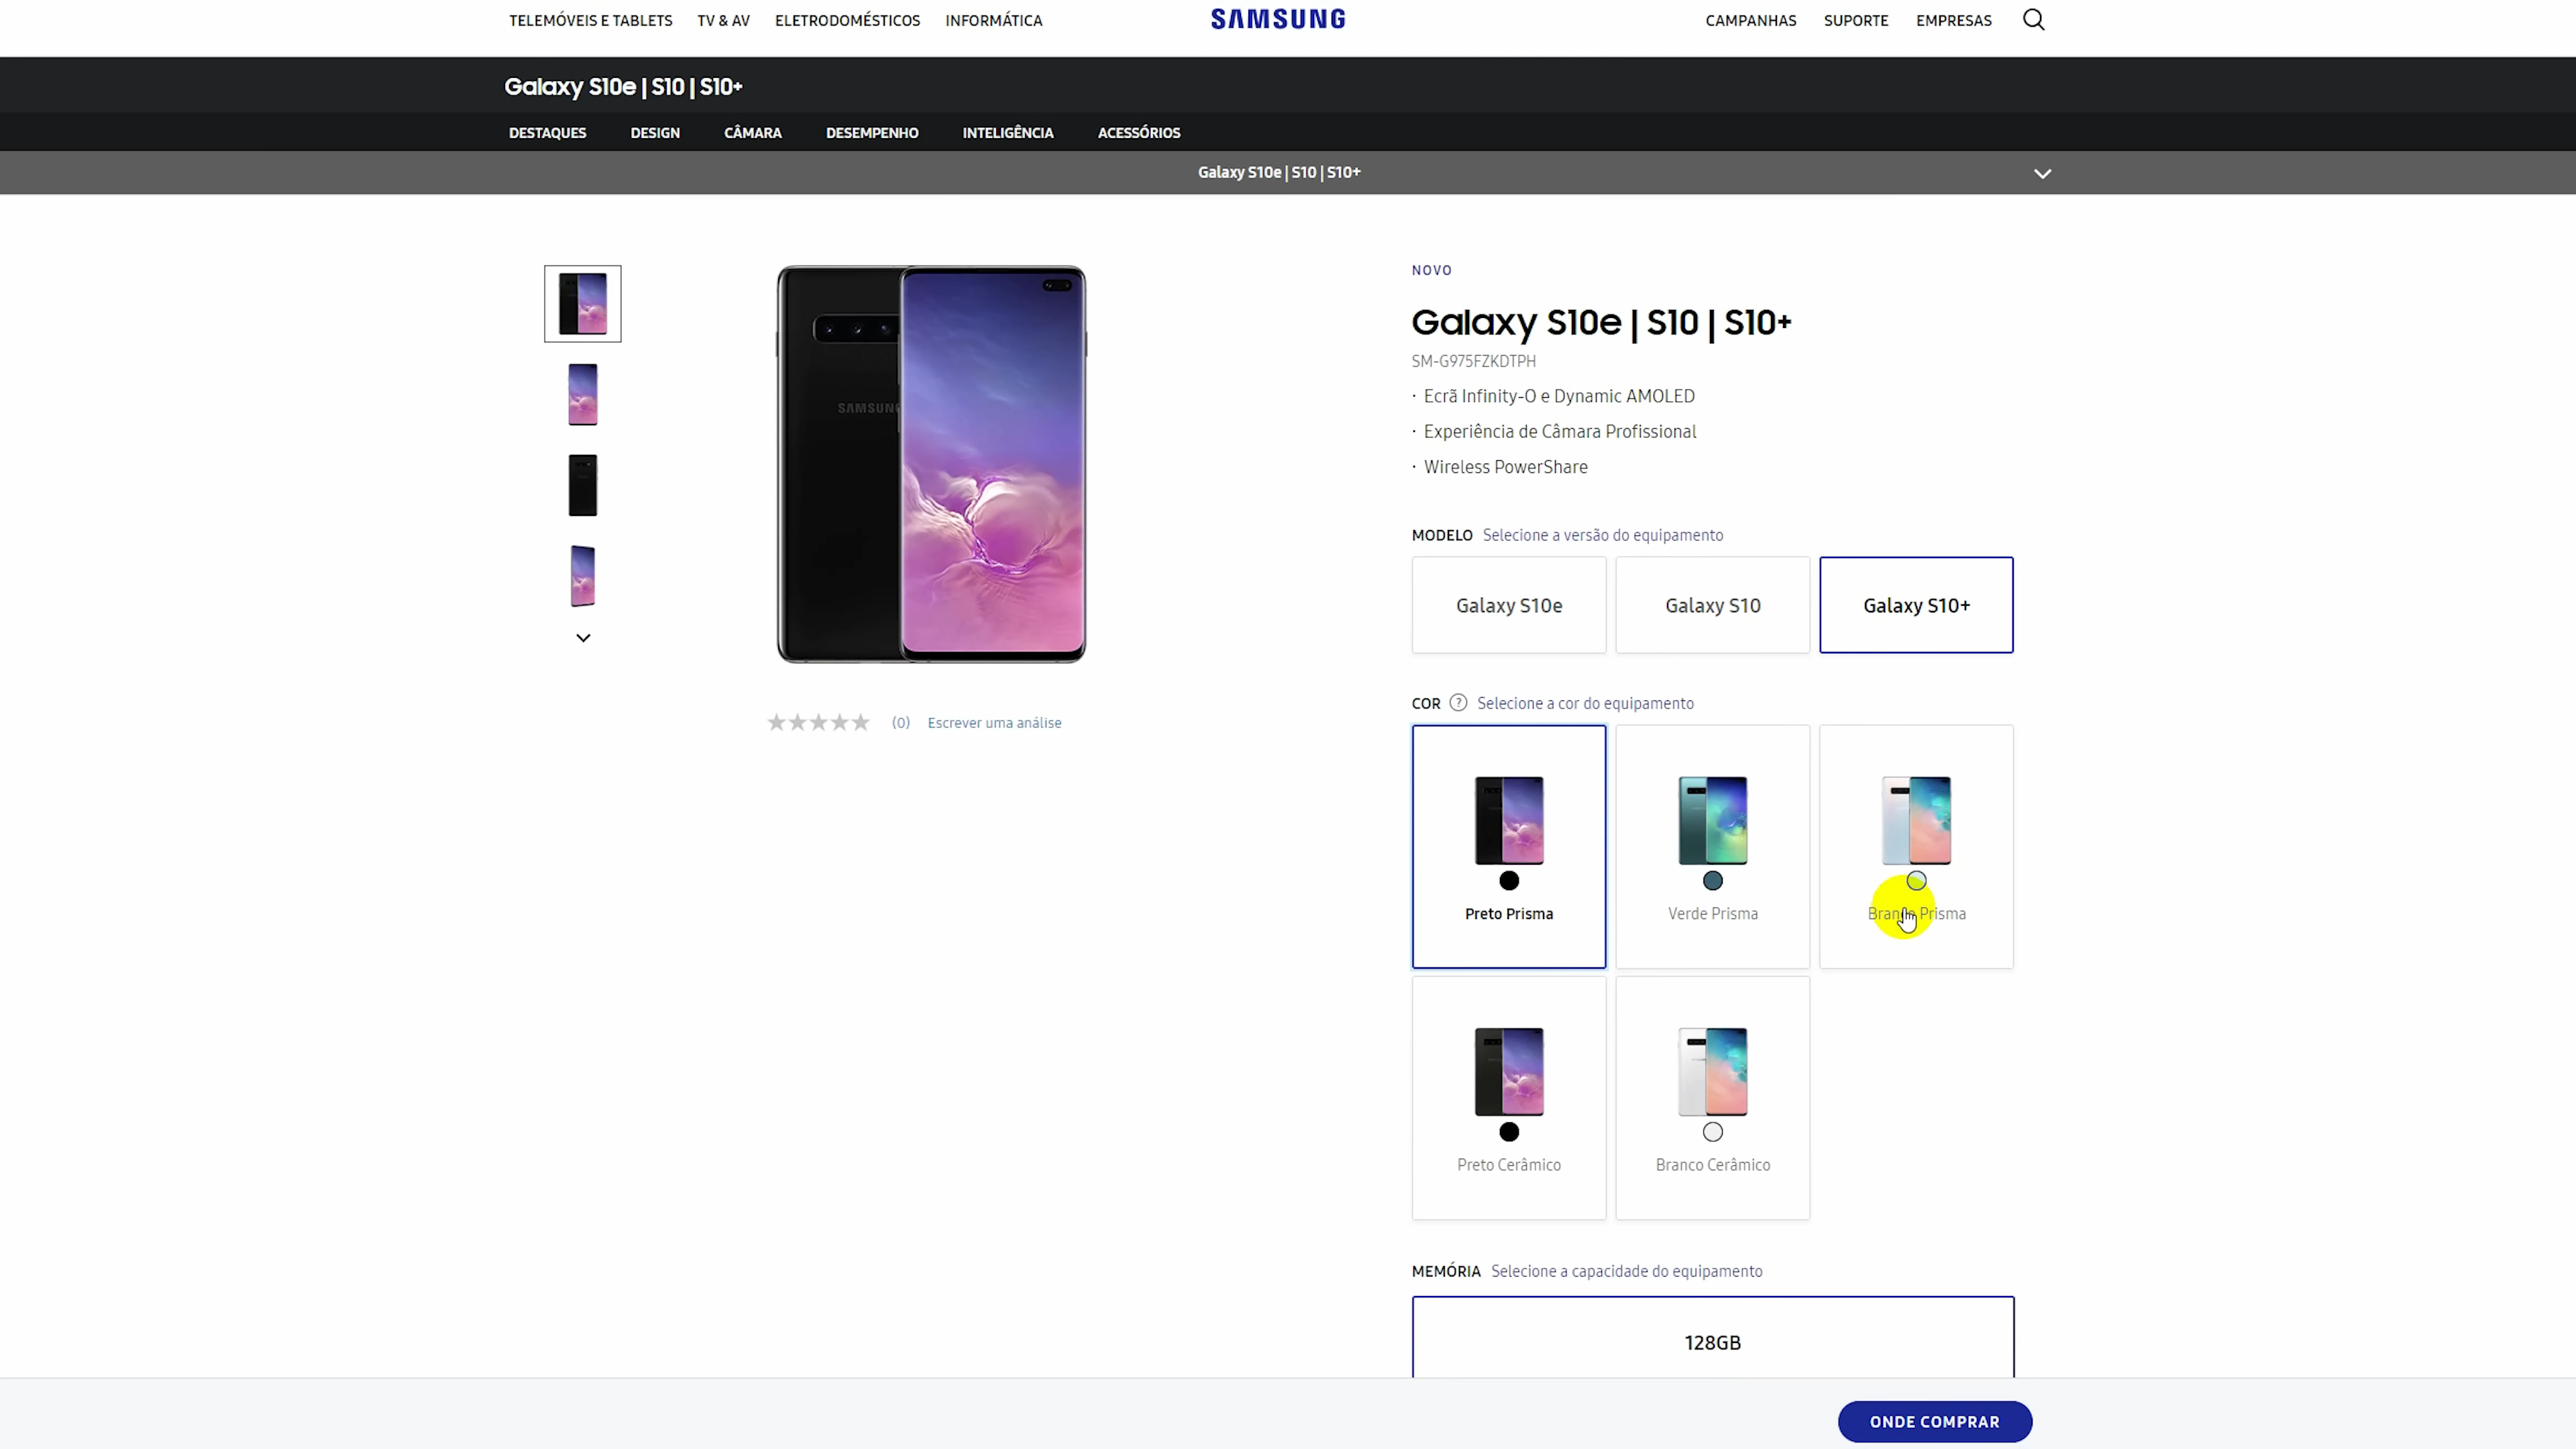 TELEMÓVEIS E TABLETS TV & AV ELETRODOMÉSTICOS INFORMÁTICA SAMSUNG CAMPANHAS SUPORTE EMPRESAS
Galaxy S10e | S10 | S10+
DESTAQUES DESIGN CÂMARA DESEMPENHO INTELIGÊNCIA ACESSÓRIOS
Galaxy S10e | S10 | S10+
SAMSUNG
(0) Escrever uma análise
NOVO
Galaxy S10e | S10 | S10+
SM-G975FZKDTPH
· Ecrã Infinity-O e Dynamic AMOLED
· Experiência de Câmara Profissional
· Wireless PowerShare
MODELO Selecione a versão do equipamento
Galaxy S10e Galaxy S10 Galaxy S10+
COR ? Selecione a cor do equipamento
Preto Prisma Verde Prisma Branco Prisma
Preto Cerâmico Branco Cerâmico
MEMÓRIA Selecione a capacidade do equipamento
128GB
ONDE COMPRAR